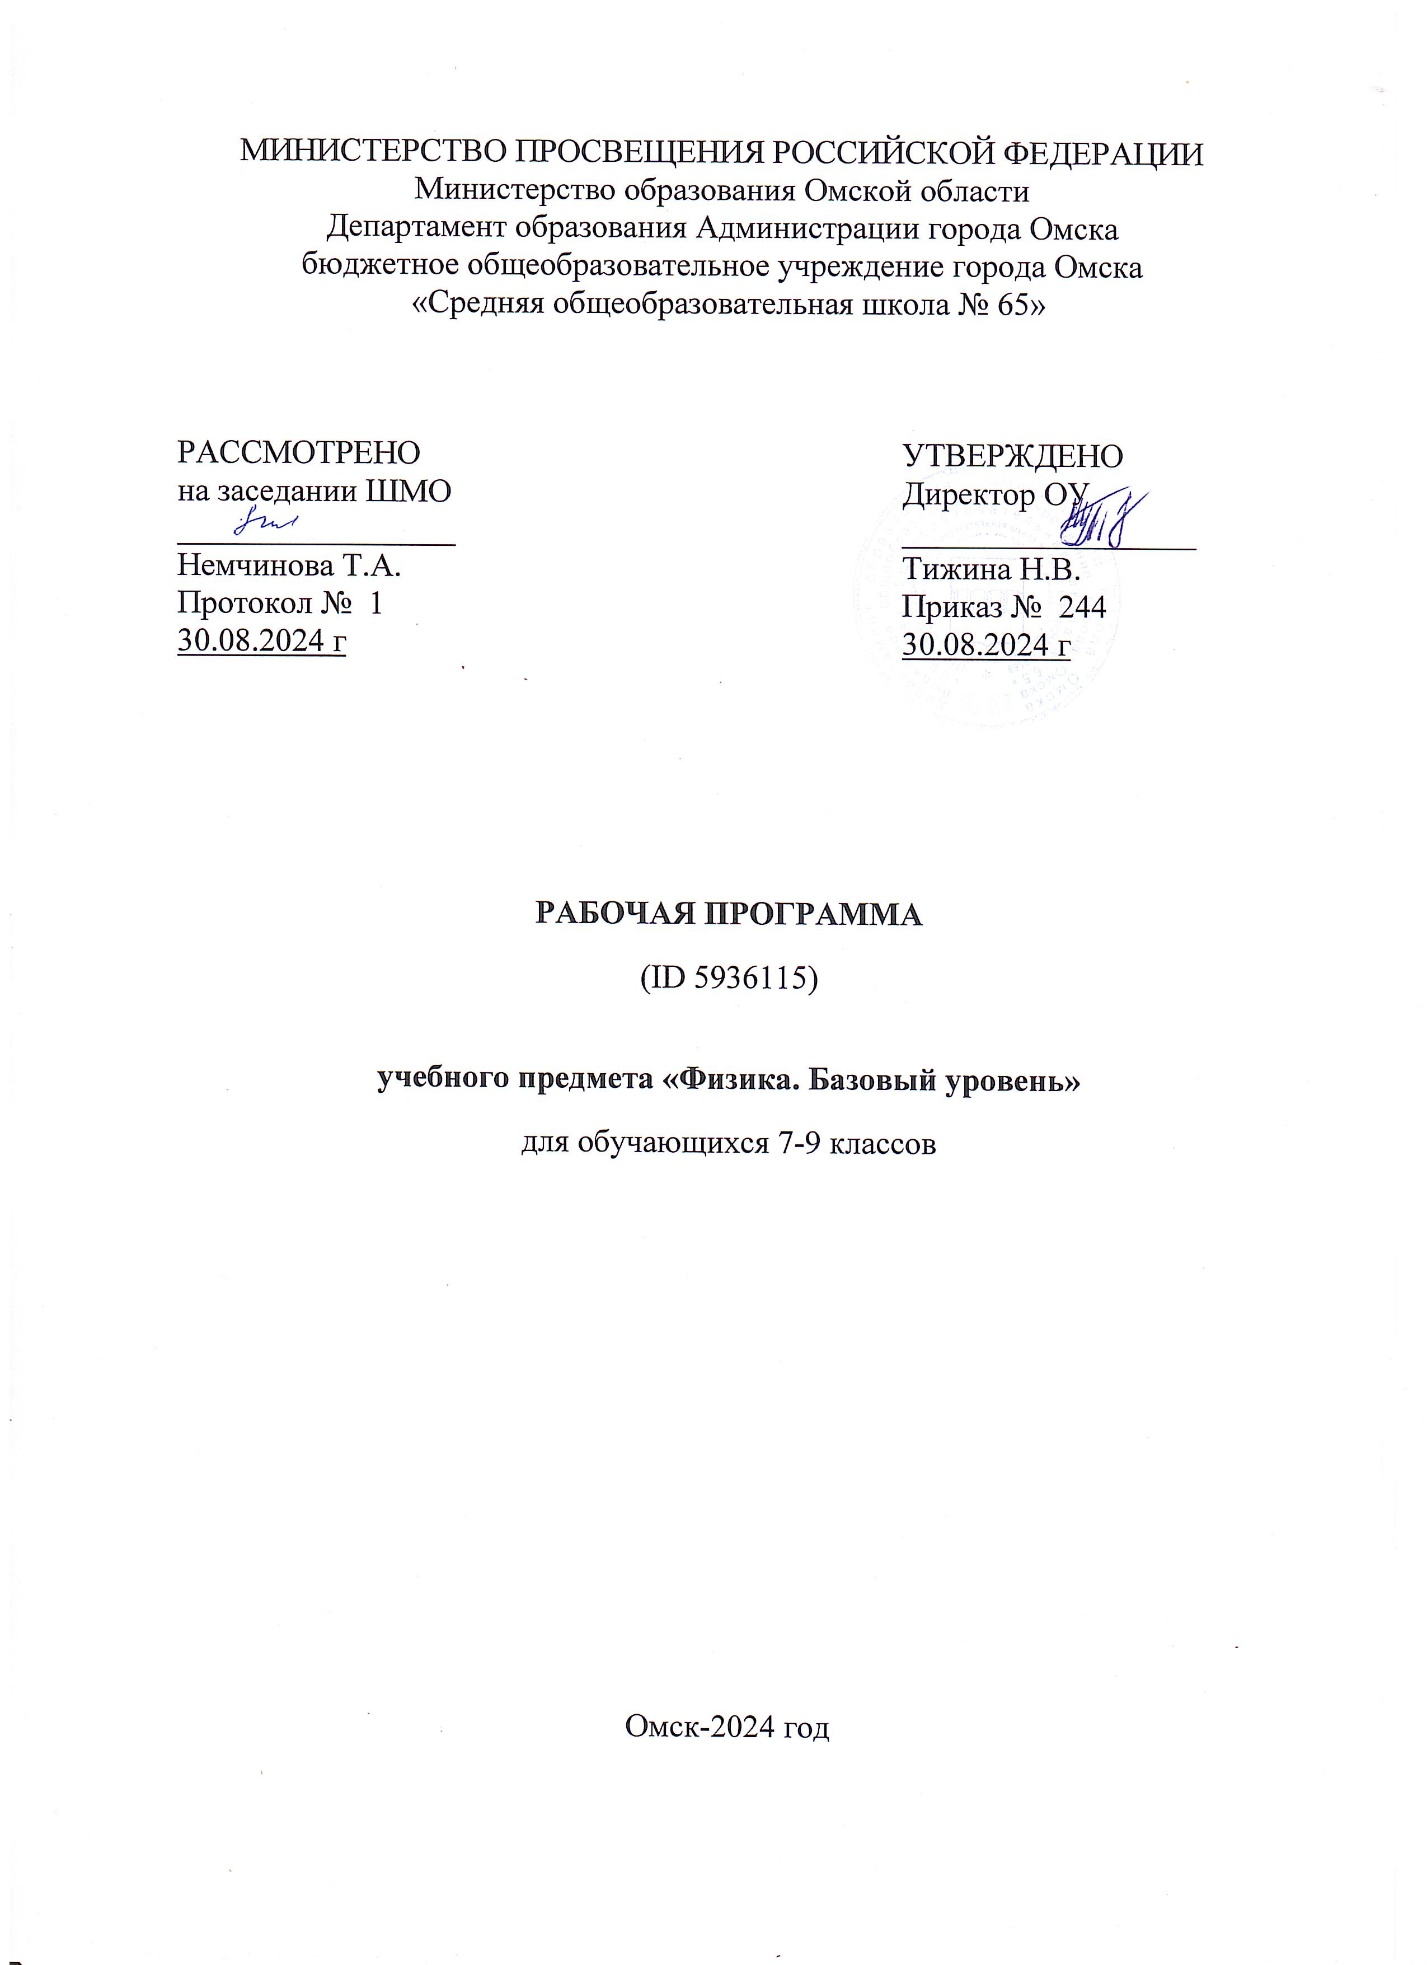 МИНИСТЕРСТВО ПРОСВЕЩЕНИЯ РОССИЙСКОЙ ФЕДЕРАЦИИ
Министерство образования Омской области
Департамент образования Администрации города Омска
бюджетное общеобразовательное учреждение города Омска
«Средняя общеобразовательная школа № 65»
РАССМОТРЕНО
на заседании ШМО
Немчинова Т.А.
Протокол № 1
30.08.2024 г
УТВЕРЖДЕНО
Директор ОУ
Тижина Н.В.
Приказ № 244
30.08.2024 г
РАБОЧАЯ ПРОГРАММА
(ID 5936115)
учебного предмета «Физика. Базовый уровень»
для обучающихся 7-9 классов
Омск-2024 год